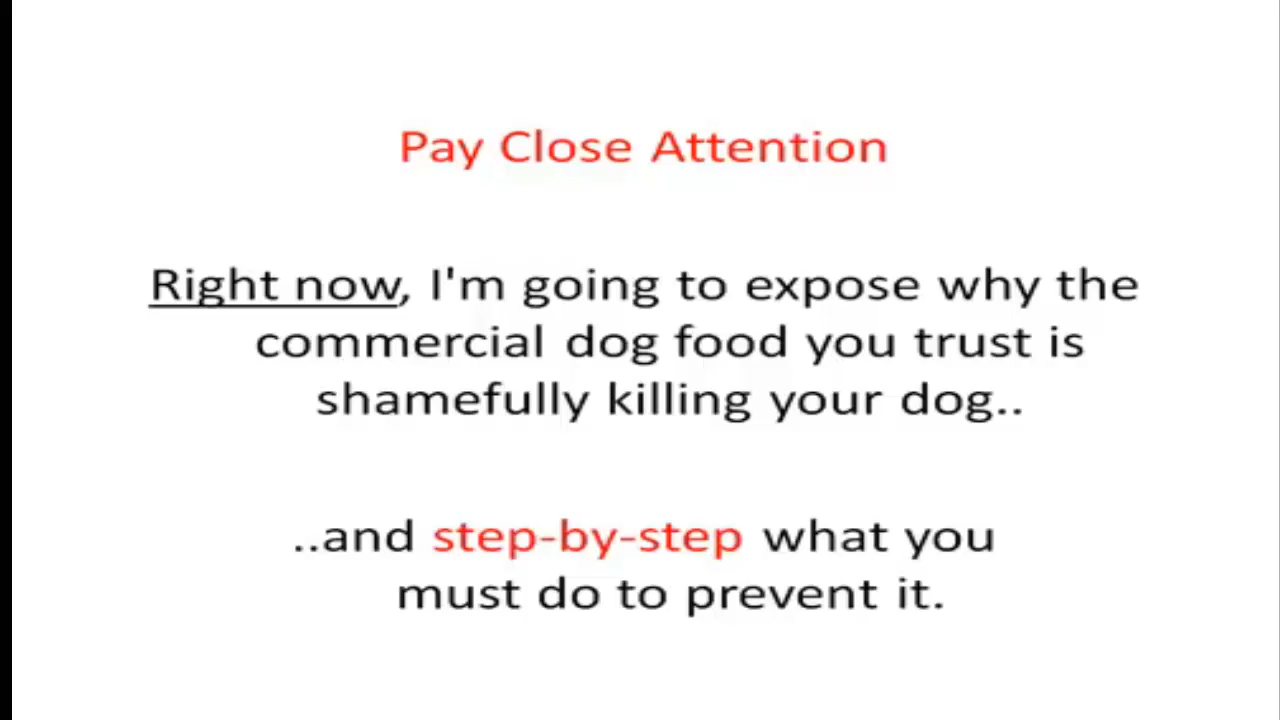 Pay Close Attention
Right now, I'm going to expose why the
commercial dog food you trust is
shamefully killing your dog..
..and step-by-step what you
must do to prevent it.